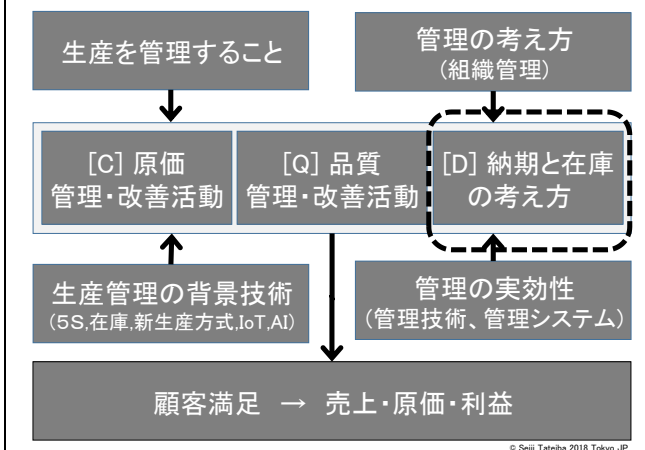 生産を管理すること
管理の考え方
(組織管理)
[C] 原価
管理・改善活動
[Q] 品質
管理・改善活動
[D] 納期と在庫
の考え方
生産管理の背景技術
(5S,在庫,新生産方式,IoT,AI)
管理の実効性
(管理技術、管理システム)
顧客満足 → 売上・原価・利益
© Seiji Tateiba 2018 Tokyo,JP